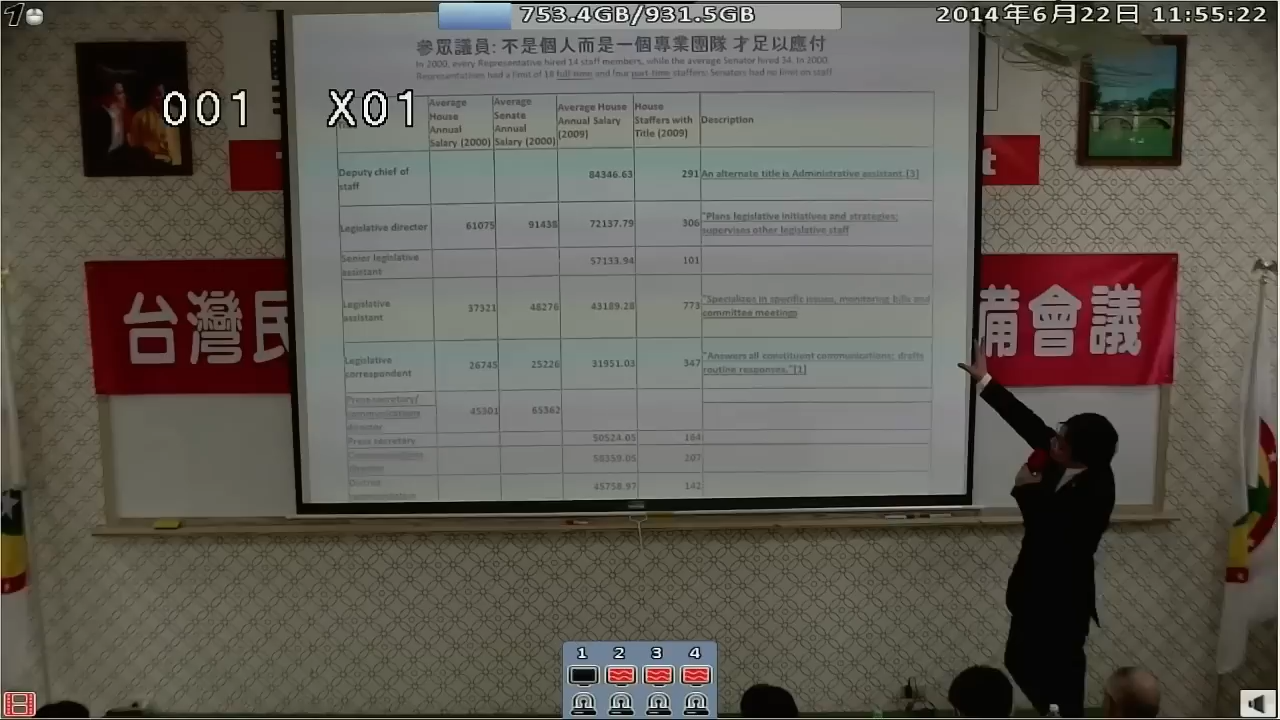 753.4GB/931.5GB
2014年6月22日 11:55:22
001 X01
參眾議員: 不是個人而是一個專業團隊 才足以應付
In 2000, every Representative hired 14 staff members, while the average Senator hired 34. In 2000,
Representatives had a limit of 18 full-time and four part-time staffers; Senators had no limit on staff
Average House Annual Salary (2000)
Average Senate Annual Salary (2000)
Average House Annual Salary (2009)
House Staffers with Title (2009)
Description
Deputy chief of staff 84346.63 291 An alternate title is Administrative assistant.[3]
Legislative director 61075 91438 72137.79 306 "Plans legislative initiatives and strategies; supervises other legislative staff
Senior legislative assistant 57133.94 101
Legislative assistant 37521 48276 43189.28 773 "Specializes in specific issues, monitoring bills and committee meetings
Legislative correspondent 26745 25226 31951.03 347 "Answers all constituent communications; drafts routine responses."[1]
Press secretary/ communications director 45301 65362
Press secretary 50524.05 184
58359.05 207
45758.97 142
台灣民
備會議
t
1 2 3 4